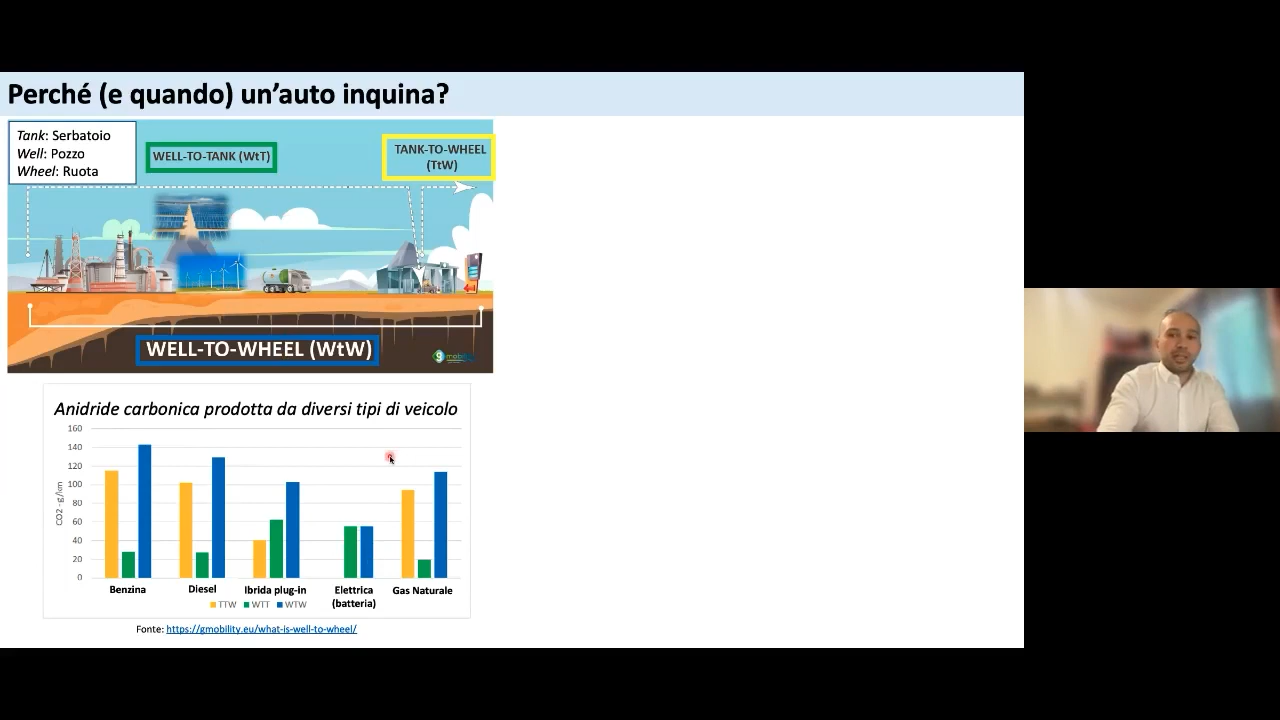 Perché (e quando) un'auto inquina?
Tank: Serbatoio
Well: Pozzo
Wheel: Ruota
WELL-TO-TANK (WtT)
TANK-TO-WHEEL
(TtW)
WELL-TO-WHEEL (WtW)
g mobility
Anidride carbonica prodotta da diversi tipi di veicolo
160
140
120
100
80
60
40
20
0
CO2 -g/km
Benzina
Diesel
Ibrida plug-in
Elettrica
(batteria)
Gas Naturale
TTW WTT WTW
Fonte: https://gmobility.eu/what-is-well-to-wheel/